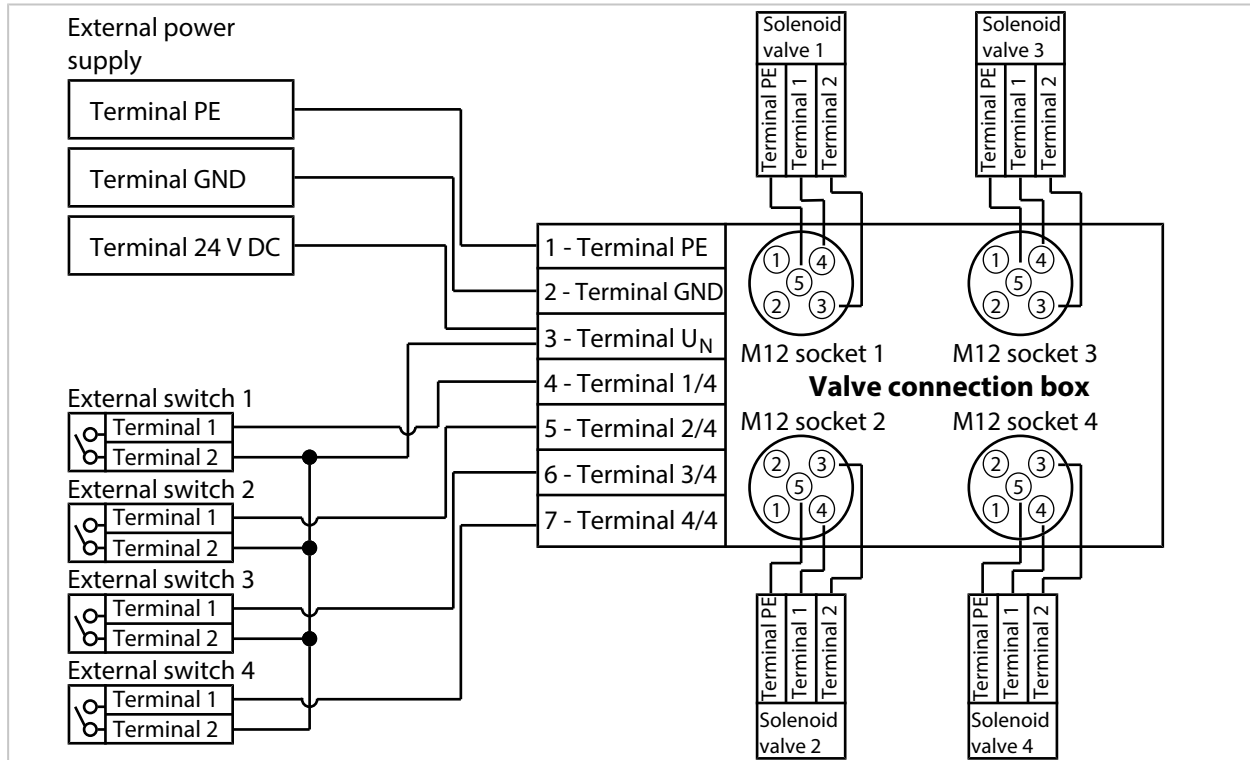 External power
supply
Terminal PE
Terminal GND
Terminal 24 V DC
External switch 1
Terminal 1
Terminal 2
External switch 2
Terminal 1
Terminal 2
External switch 3
Terminal 1
Terminal 2
External switch 4
Terminal 1
Terminal 2
1 - Terminal PE
2 - Terminal GND
3 - Terminal UN
4 - Terminal 1/4
5 - Terminal 2/4
6 - Terminal 3/4
7 - Terminal 4/4
Solenoid
valve 1
Terminal PE
Terminal 1
Terminal 2
1
4
5
2
3
M12 socket 1
Solenoid
valve 3
Terminal PE
Terminal 1
Terminal 2
1
4
5
2
3
M12 socket 3
Valve connection box
M12 socket 2
2
3
5
1
4
Terminal PE
Terminal 1
Terminal 2
Solenoid
valve 2
M12 socket 4
2
3
5
1
4
Terminal PE
Terminal 1
Terminal 2
Solenoid
valve 4